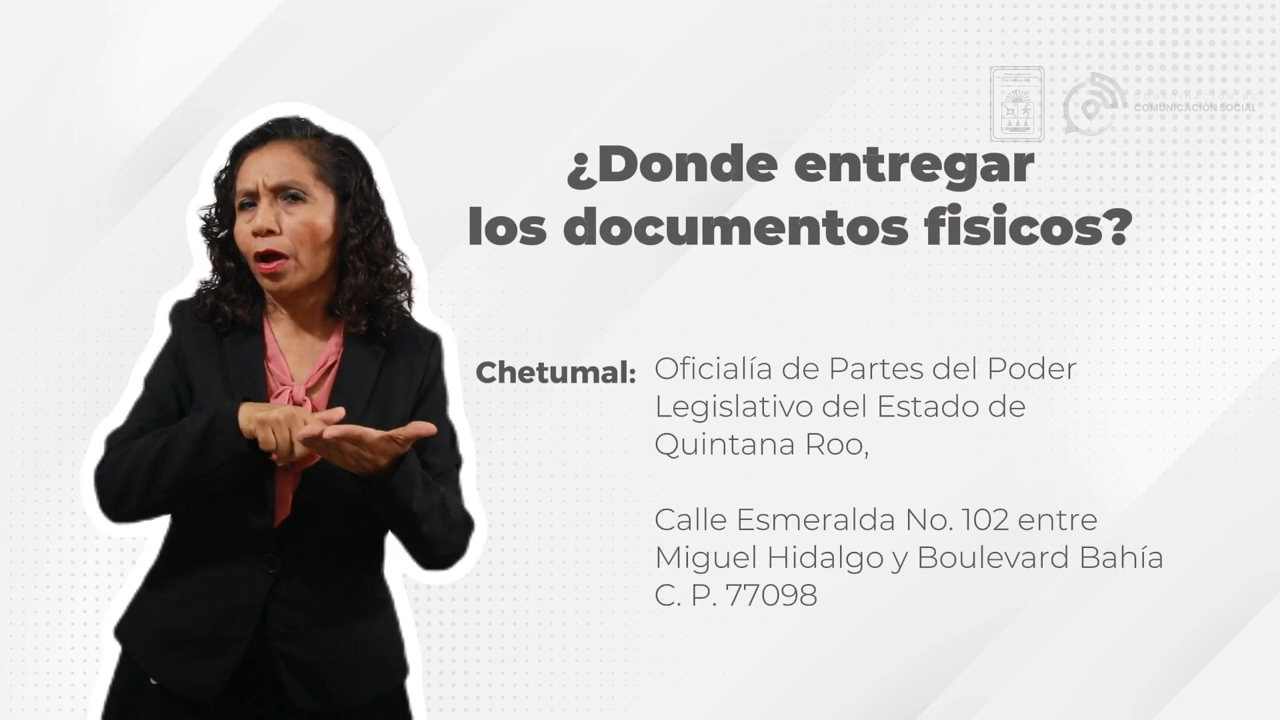 COMUNICACIÓN SOCIAL
¿Donde entregar
los documentos fisicos?
Chetumal:
Oficialía de Partes del Poder
Legislativo del Estado de
Quintana Roo,
Calle Esmeralda No. 102 entre
Miguel Hidalgo y Boulevard Bahía
C. P. 77098